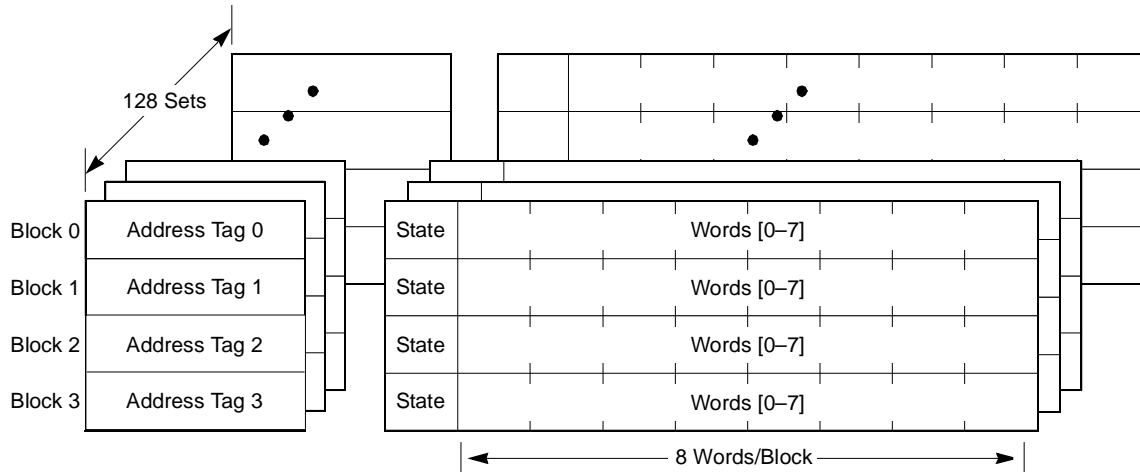 128 Sets
Block 0 Address Tag 0 State Words [0–7]
Block 1 Address Tag 1 State Words [0–7]
Block 2 Address Tag 2 State Words [0–7]
Block 3 Address Tag 3 State Words [0–7]
8 Words/Block